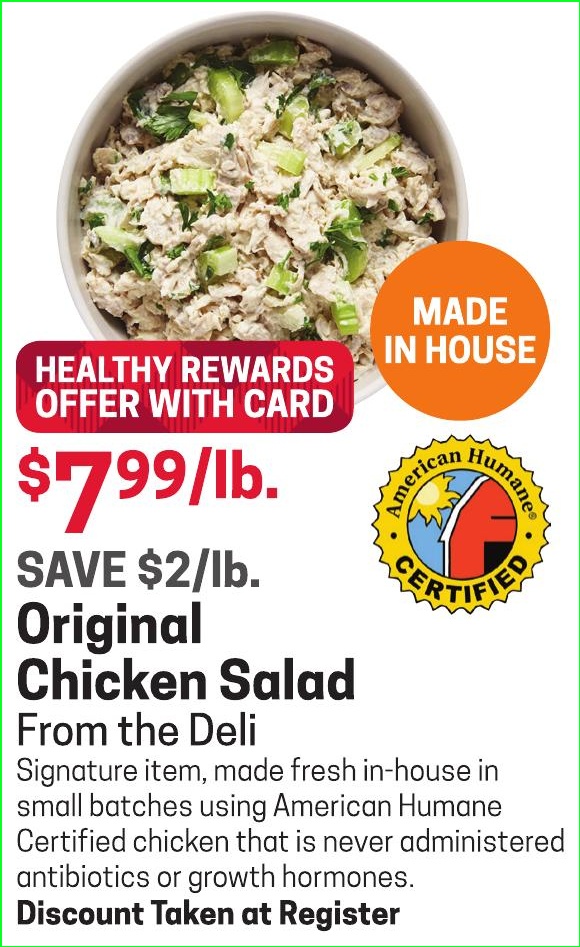 MADE
IN HOUSE
HEALTHY REWARDS
OFFER WITH CARD
$7.99/lb.
American Humane®
CERTIFIED
SAVE $2/lb.
Original
Chicken Salad
From the Deli
Signature item, made fresh in-house in
small batches using American Humane
Certified chicken that is never administered
antibiotics or growth hormones.
Discount Taken at Register